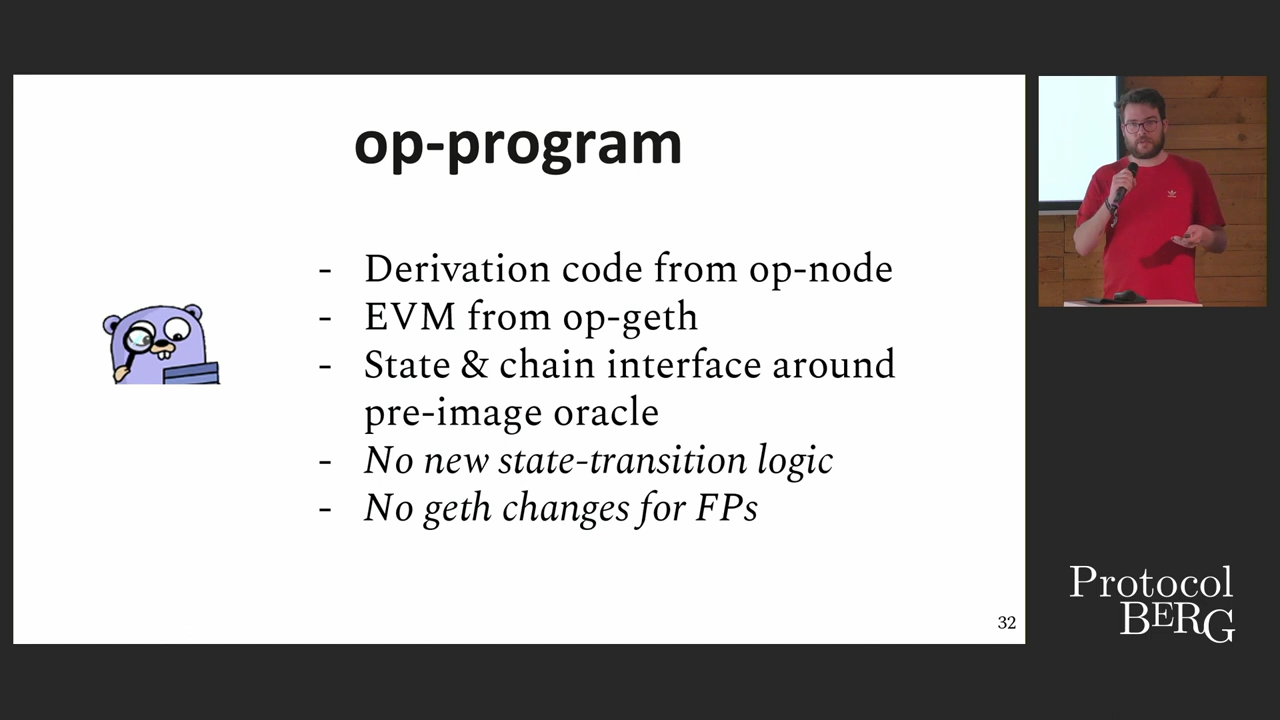 op-program
- Derivation code from op-node
- EVM from op-geth
- State & chain interface around
pre-image oracle
- No new state-transition logic
- No geth changes for FPs
32
Protocol
BERG